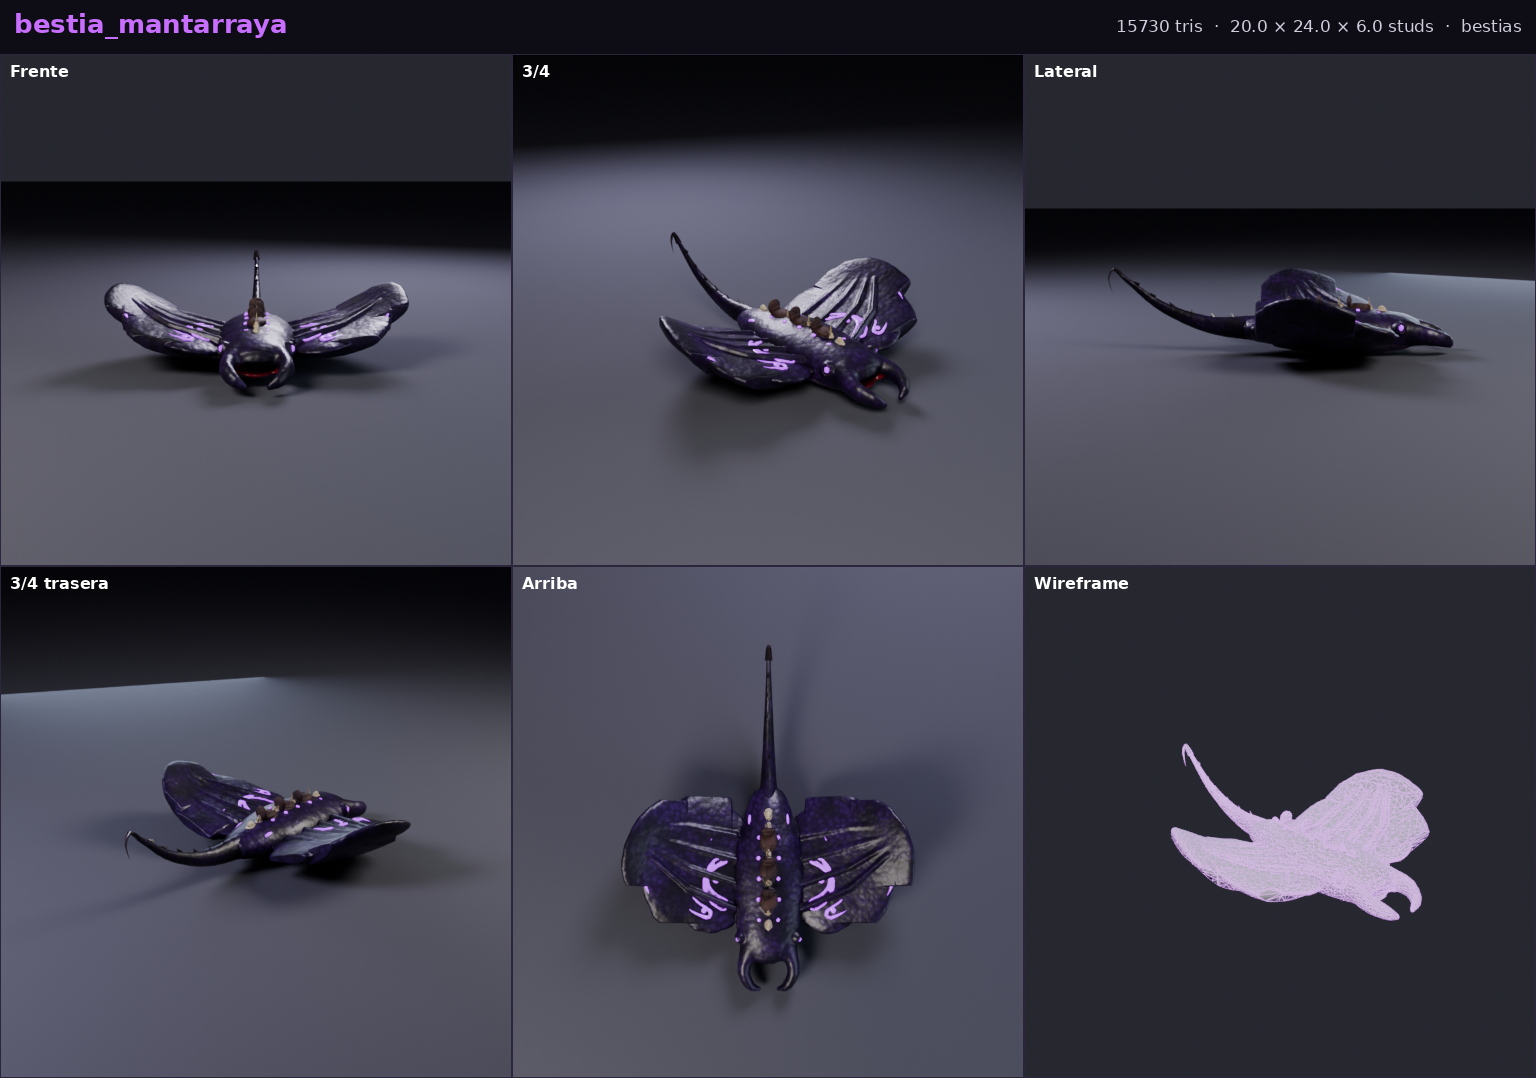 bestia_mantarraya
15730 tris · 20.0 × 24.0 × 6.0 studs · bestias
Frente
3/4
Lateral
3/4 trasera
Arriba
Wireframe